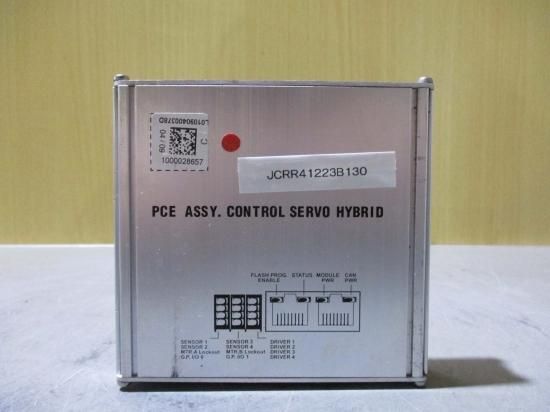 L010904003780
C
04/09
1000028657
JCRR41223B130
PCE ASSY. CONTROL SERVO HYBRID
FLASH PROG. ENABLE
STATUS
MODULE PWR
CAN PWR
SENSOR 1
SENSOR 2
MTR.A Lockout
G.P. I/O 0
SENSOR 3
SENSOR 4
MTR.B Lockout
G.P. I/O 1
DRIVER 1
DRIVER 2
DRIVER 3
DRIVER 4